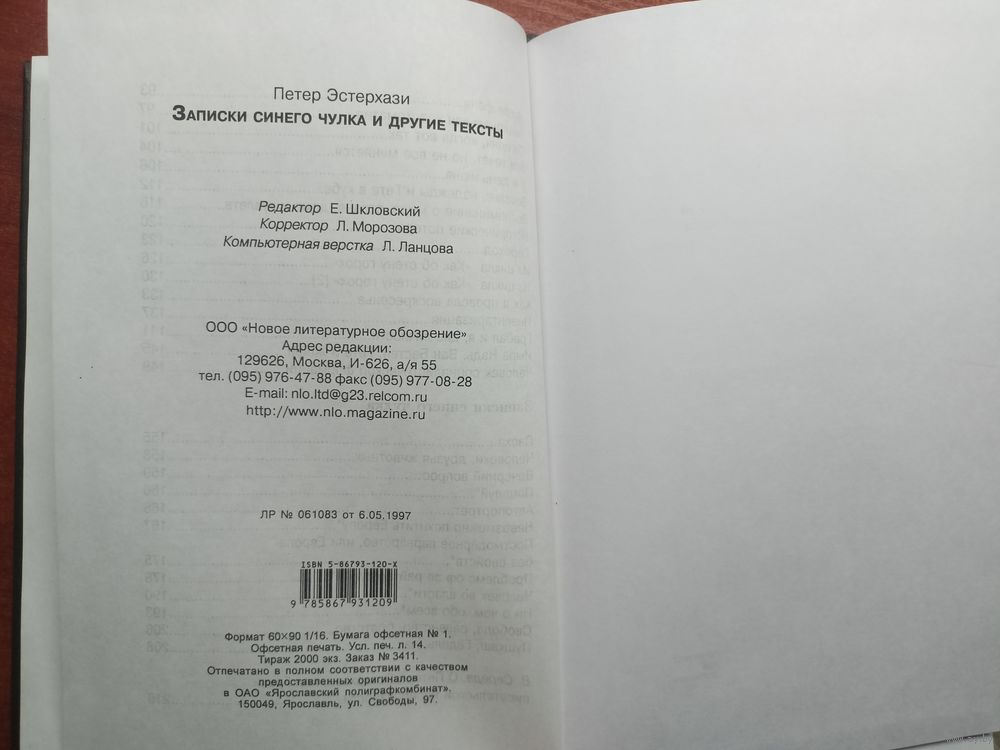 Петер Эстерхази
Записки синего чулка и другие тексты
Редактор Е. Шкловский
Корректор Л. Морозова
Компьютерная верстка Л. Ланцова
ООО «Новое литературное обозрение»
Адрес редакции:
129626, Москва, И-626, а/я 55
тел. (095) 976-47-88 факс (095) 977-08-28
E-mail: nlo.ltd@g23.relcom.ru
http://www.nlo.magazine.ru
ЛР № 061083 от 6.05.1997
ISBN 5-86793-120-X
9 785867 931209
Формат 60×90 1/16. Бумага офсетная № 1.
Офсетная печать. Усл. печ. л. 14.
Тираж 2000 экз. Заказ № 3411.
Отпечатано в полном соответствии с качеством
предоставленных оригиналов
в ОАО «Ярославский полиграфкомбинат».
150049, Ярославль, ул. Свободы, 97.